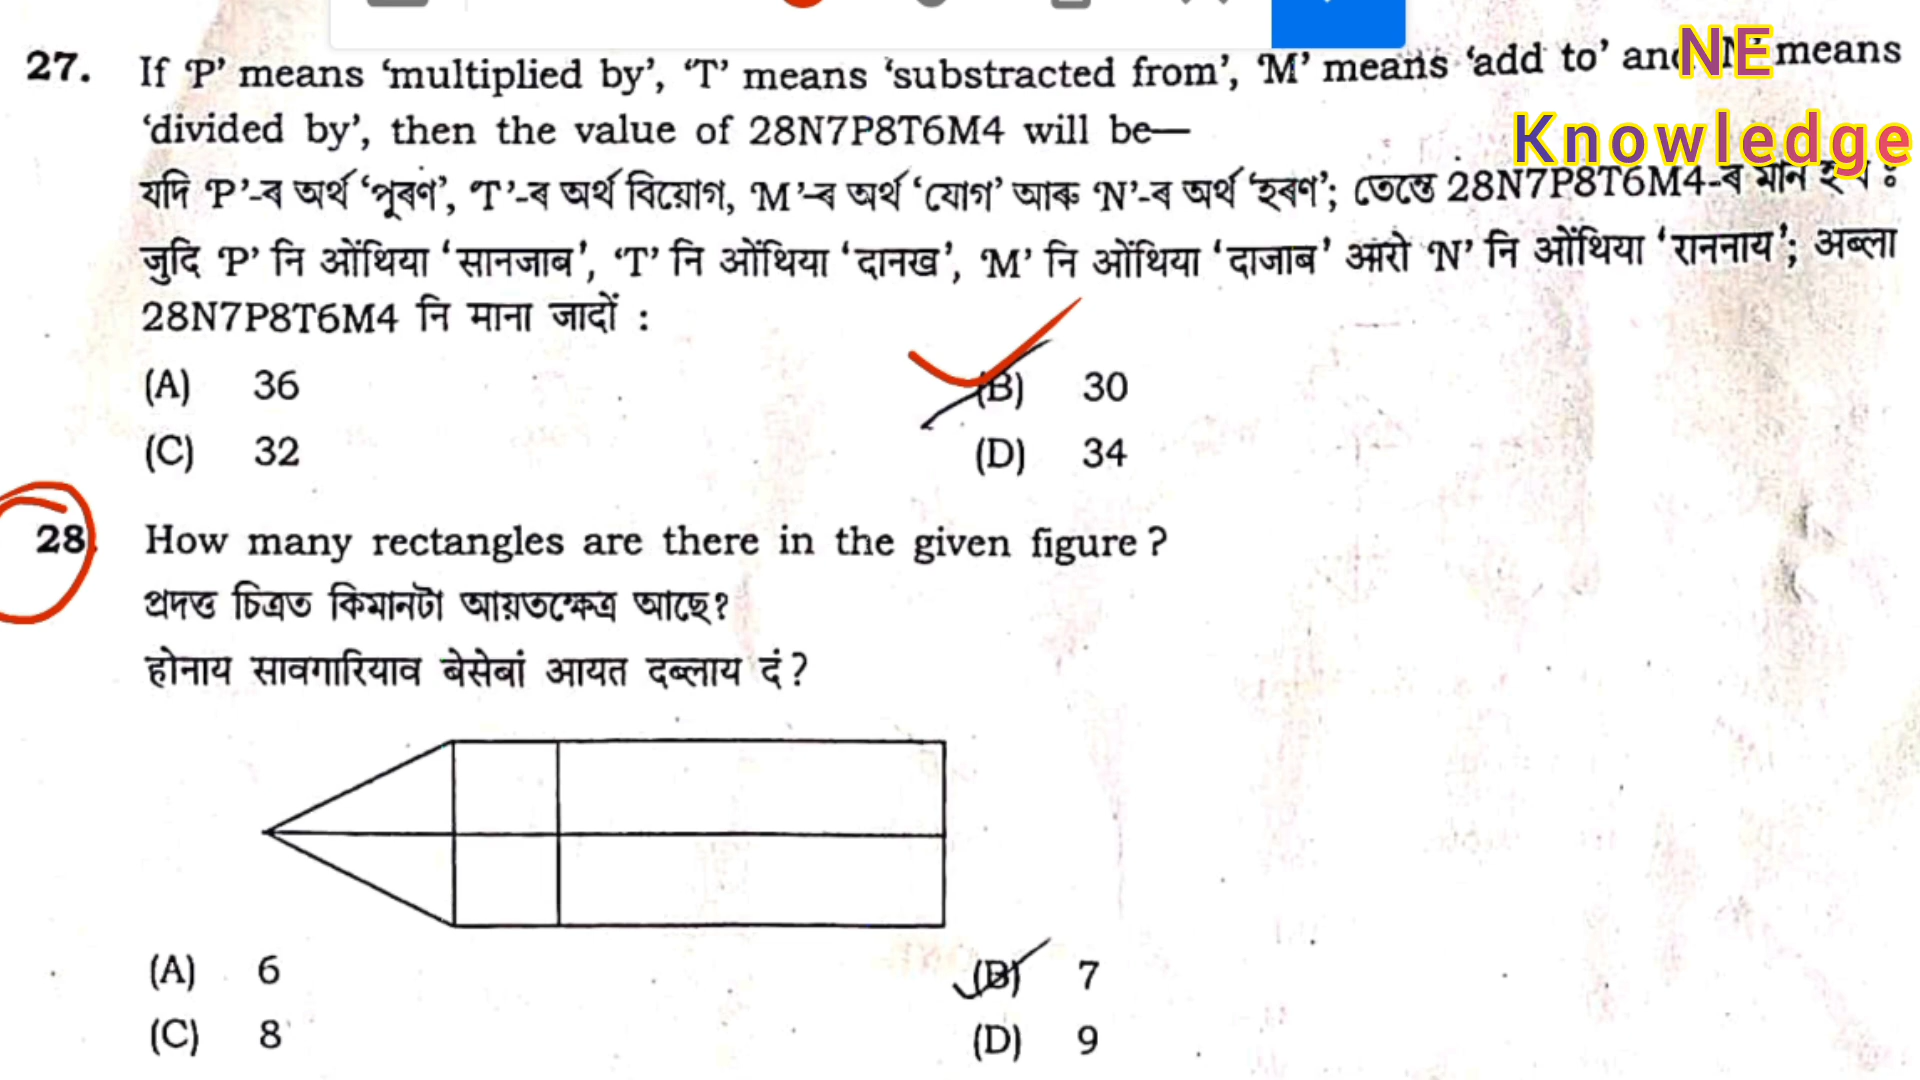 NE
Knowledge
27. If 'P' means 'multiplied by', 'T' means 'substracted from', 'M' means 'add to' and 'N' means
'divided by', then the value of 28N7P8T6M4 will be—
যদি 'P'-ৰ অৰ্থ 'পূৰণ', 'T'-ৰ অৰ্থ বিয়োগ, 'M'-ৰ অৰ্থ 'যোগ' আৰু 'N'-ৰ অৰ্থ 'হৰণ'; তেন্তে 28N7P8T6M4-ৰ মান হ'ব ঃ
जुदि 'P' नि ओंथिया 'सानजाब', 'T' नि ओंथिया 'दानख', 'M' नि ओंथिया 'दाजाब' आरो 'N' नि ओंथिया 'राननाय'; अब्ला
28N7P8T6M4 नि माना जादों :
(A) 36 (B) 30
(C) 32 (D) 34
28. How many rectangles are there in the given figure ?
প্ৰদত্ত চিত্ৰত কিমানটা আয়তক্ষেত্ৰ আছে?
होनाय सावगारियाव बेसेबां आयत दब्लाय दं?
(A) 6 (B) 7
(C) 8 (D) 9